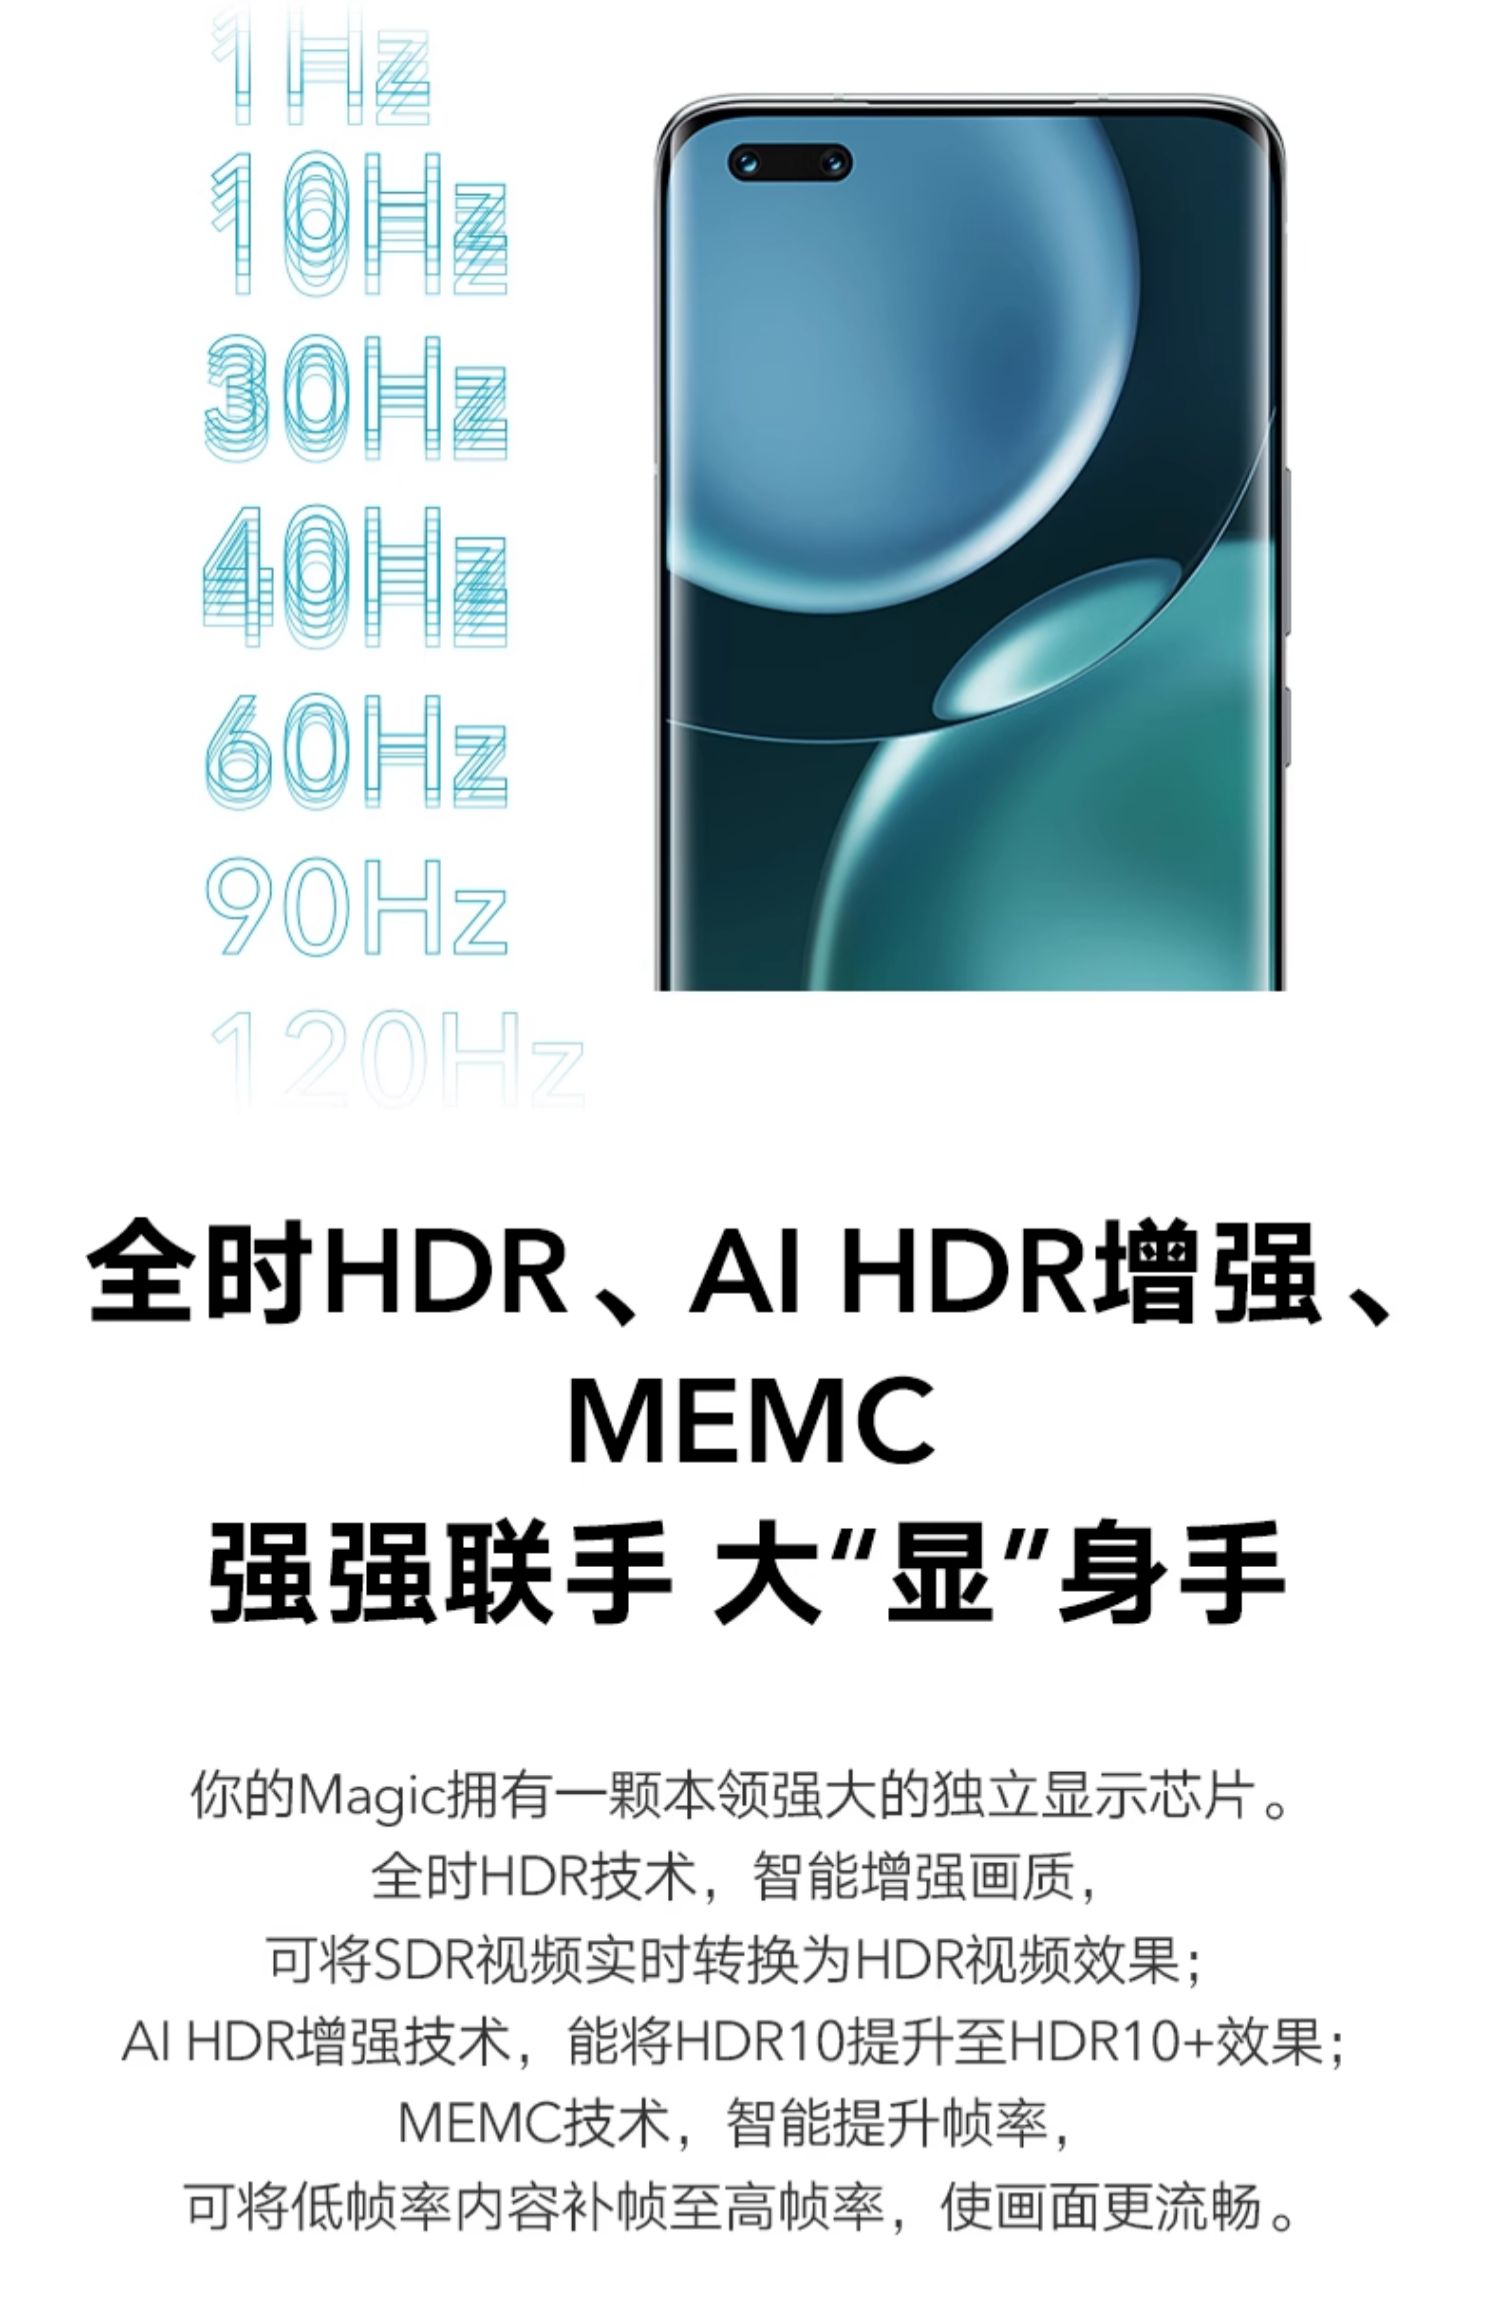 1Hz
10Hz
30Hz
40Hz
60Hz
90Hz
120Hz
全时HDR、AI HDR增强、
MEMC
强强联手 大“显”身手
你的Magic拥有一颗本领强大的独立显示芯片。
全时HDR技术，智能增强画质，
可将SDR视频实时转换为HDR视频效果；
AI HDR增强技术，能将HDR10提升至HDR10+效果；
MEMC技术，智能提升帧率，
可将低帧率内容补帧至高帧率，使画面更流畅。